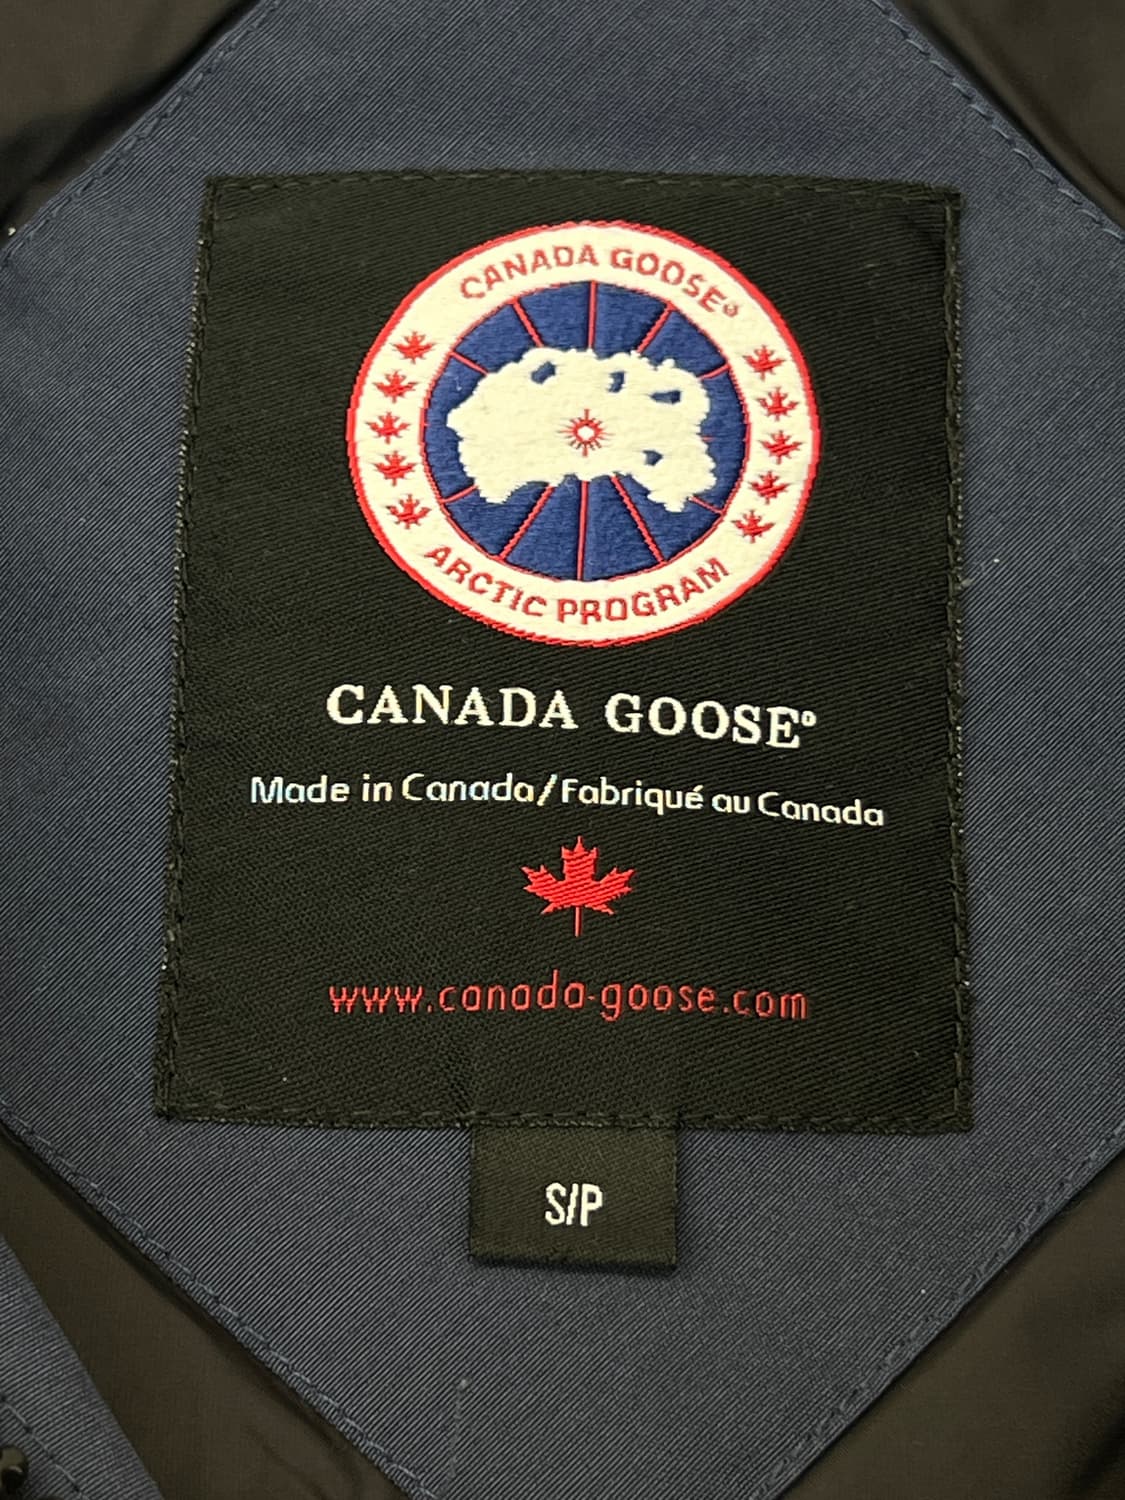 CANADA GOOSE®
ARCTIC PROGRAM
CANADA GOOSE®
Made in Canada/Fabriqué au Canada
www.canada-goose.com
S/P